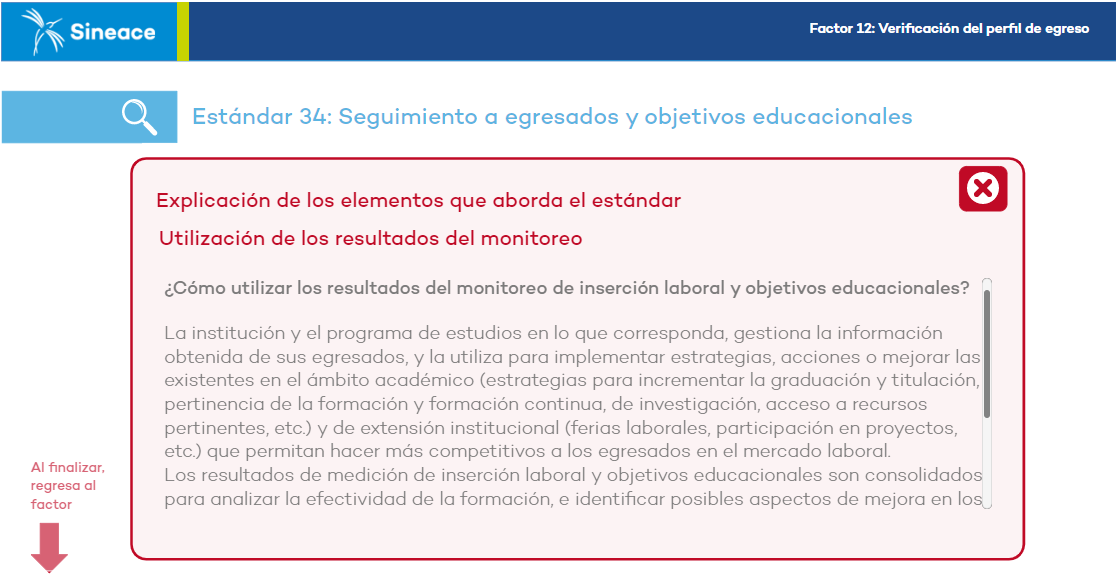 Sineace
Factor 12: Verificación del perfil de egreso
Estándar 34: Seguimiento a egresados y objetivos educacionales
Explicación de los elementos que aborda el estándar
Utilización de los resultados del monitoreo
¿Cómo utilizar los resultados del monitoreo de inserción laboral y objetivos educacionales?
La institución y el programa de estudios en lo que corresponda, gestiona la información
obtenida de sus egresados, y la utiliza para implementar estrategias, acciones o mejorar las
existentes en el ámbito académico (estrategias para incrementar la graduación y titulación,
pertinencia de la formación y formación continua, de investigación, acceso a recursos
pertinentes, etc.) y de extensión institucional (ferias laborales, participación en proyectos,
etc.) que permitan hacer más competitivos a los egresados en el mercado laboral.
Los resultados de medición de inserción laboral y objetivos educacionales son consolidados
para analizar la efectividad de la formación, e identificar posibles aspectos de mejora en los
Al finalizar,
regresa al
factor